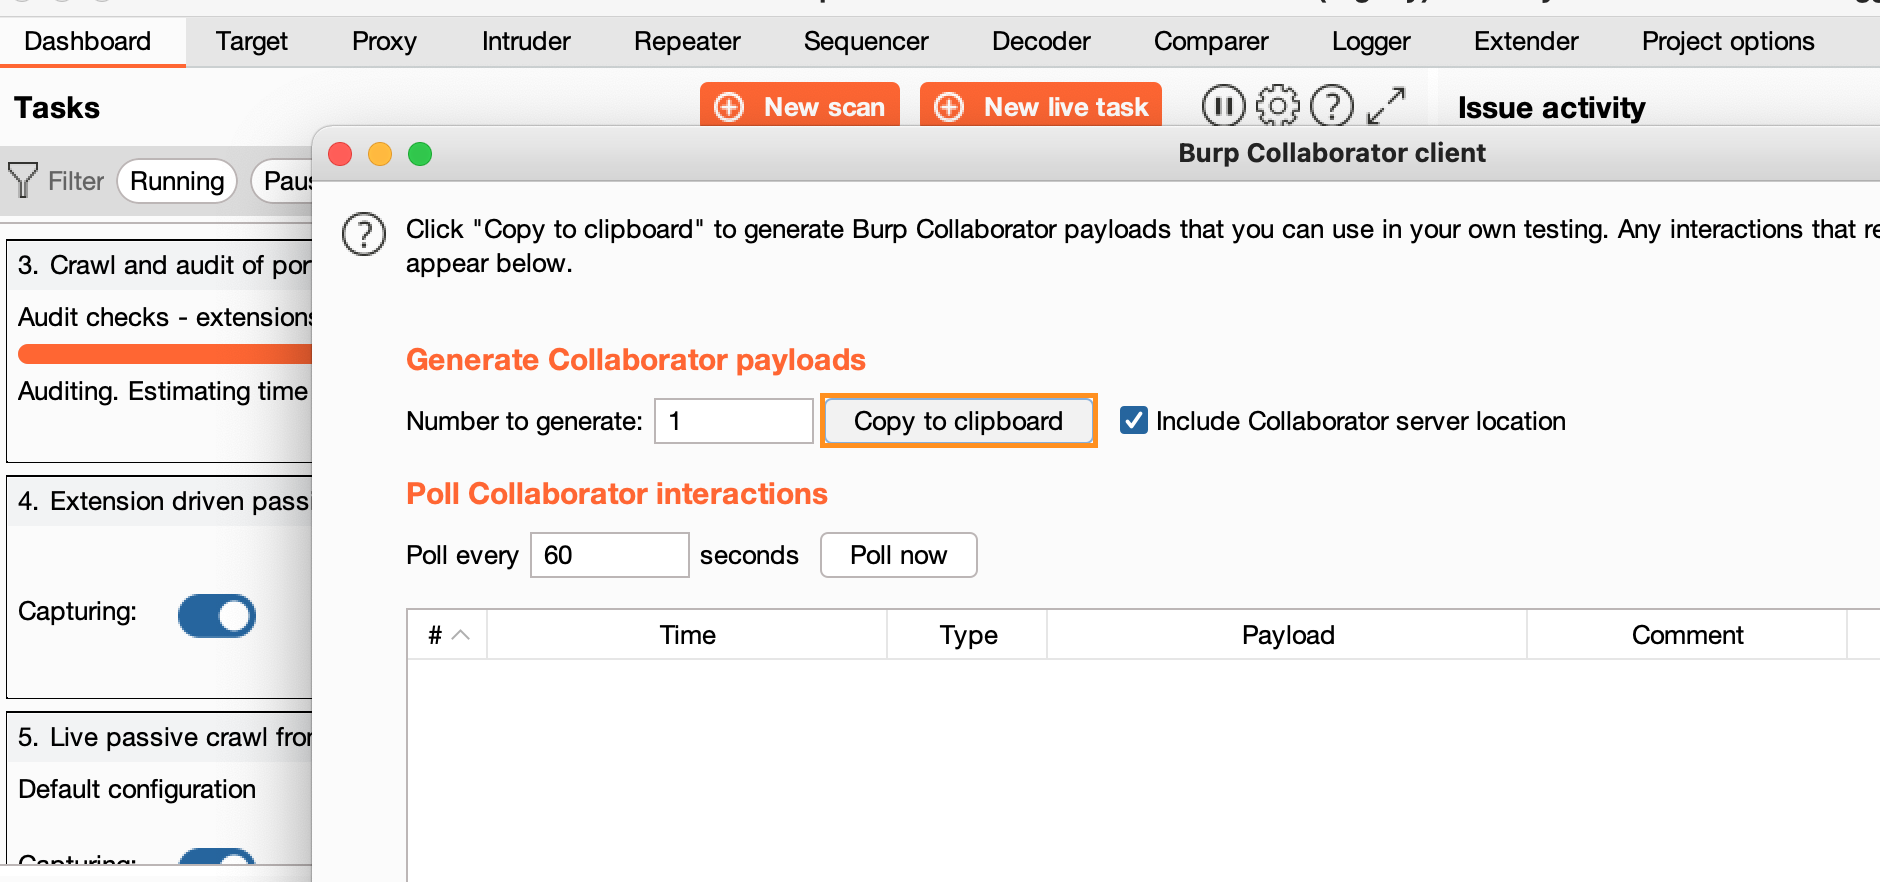 Dashboard Target Proxy Intruder Repeater Sequencer Decoder Comparer Logger Extender Project options
Tasks New scan New live task Issue activity
Filter Running
Burp Collaborator client
Click "Copy to clipboard" to generate Burp Collaborator payloads that you can use in your own testing. Any interactions that
appear below.
3. Crawl and audit of
Audit checks - extensions
Auditing. Estimating time
Generate Collaborator payloads
Number to generate: 1 Copy to clipboard Include Collaborator server location
Poll Collaborator interactions
Poll every 60 seconds Poll now
# Time Type Payload Comment
4. Extension driven
Capturing:
5. Live passive crawl
Default configuration
Capturing: